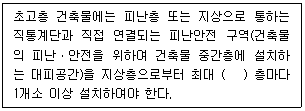 초고층 건축물에는 피난층 또는 지상으로 통하는
직통계단과 직접 연결되는 피난안전 구역(건축물
의 피난·안전을 위하여 건축물 중간층에 설치하
는 대피공간)을 지상층으로부터 최대 (　) 층마다
1개소 이상 설치하여야 한다.